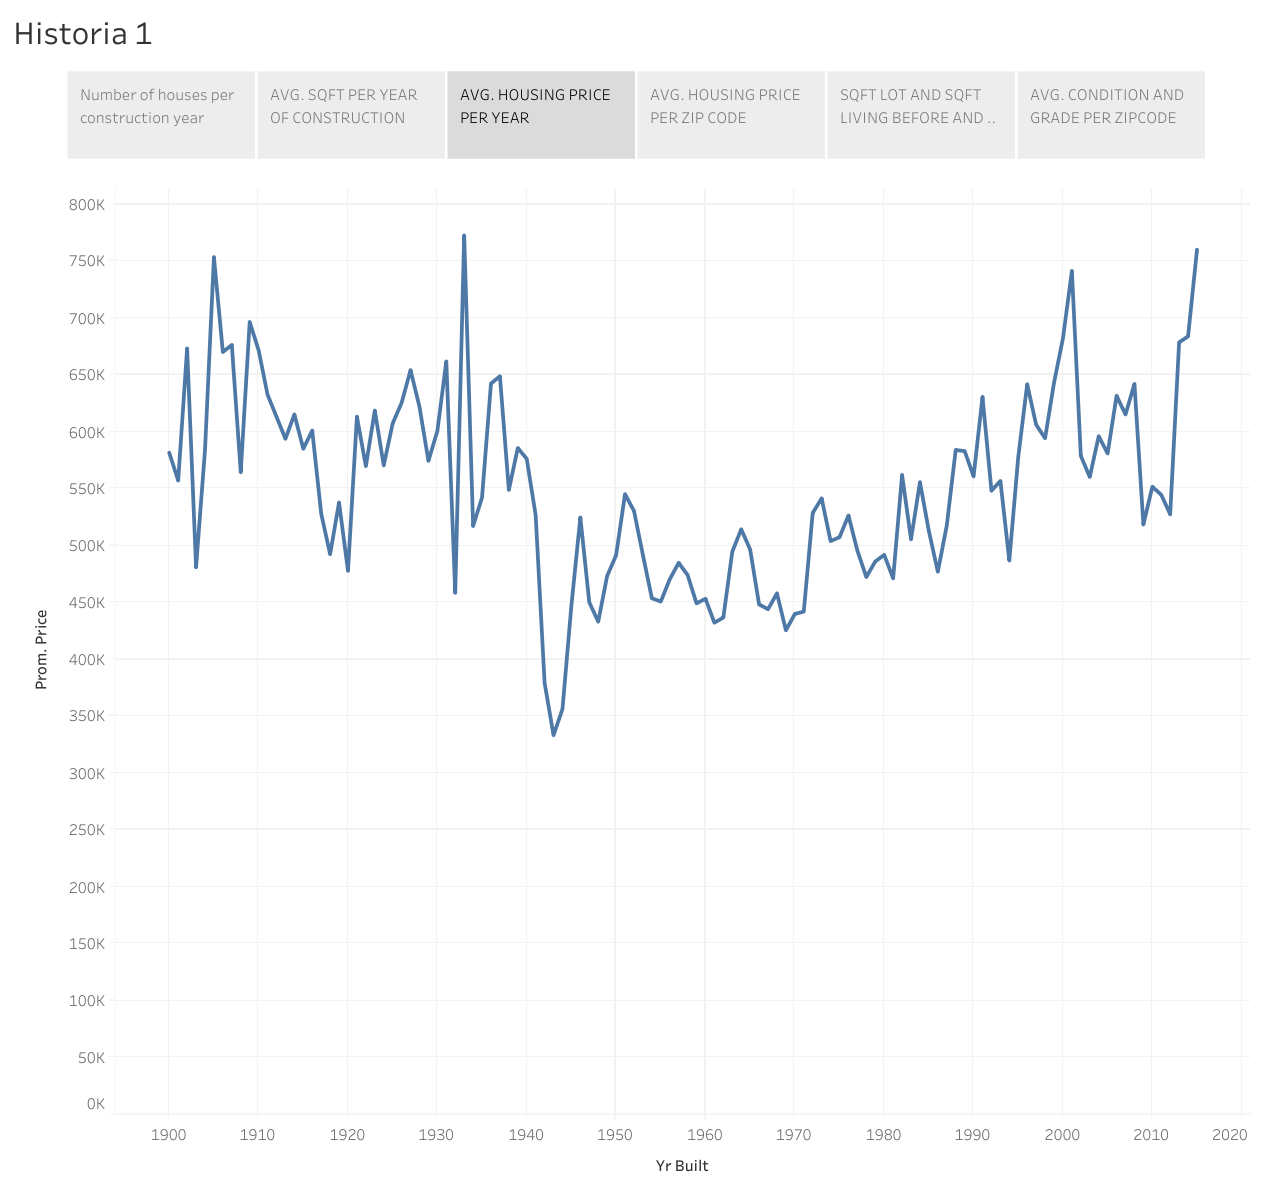 Historia 1
Number of houses per
construction year
AVG. SQFT PER YEAR
OF CONSTRUCTION
AVG. HOUSING PRICE
PER YEAR
AVG. HOUSING PRICE
PER ZIP CODE
SQFT LOT AND SQFT
LIVING BEFORE AND ..
AVG. CONDITION AND
GRADE PER ZIPCODE
800K
750K
700K
650K
600K
550K
500K
450K
400K
350K
300K
250K
200K
150K
100K
50K
0K
Prom. Price
1900 1910 1920 1930 1940 1950 1960 1970 1980 1990 2000 2010 2020
Yr Built